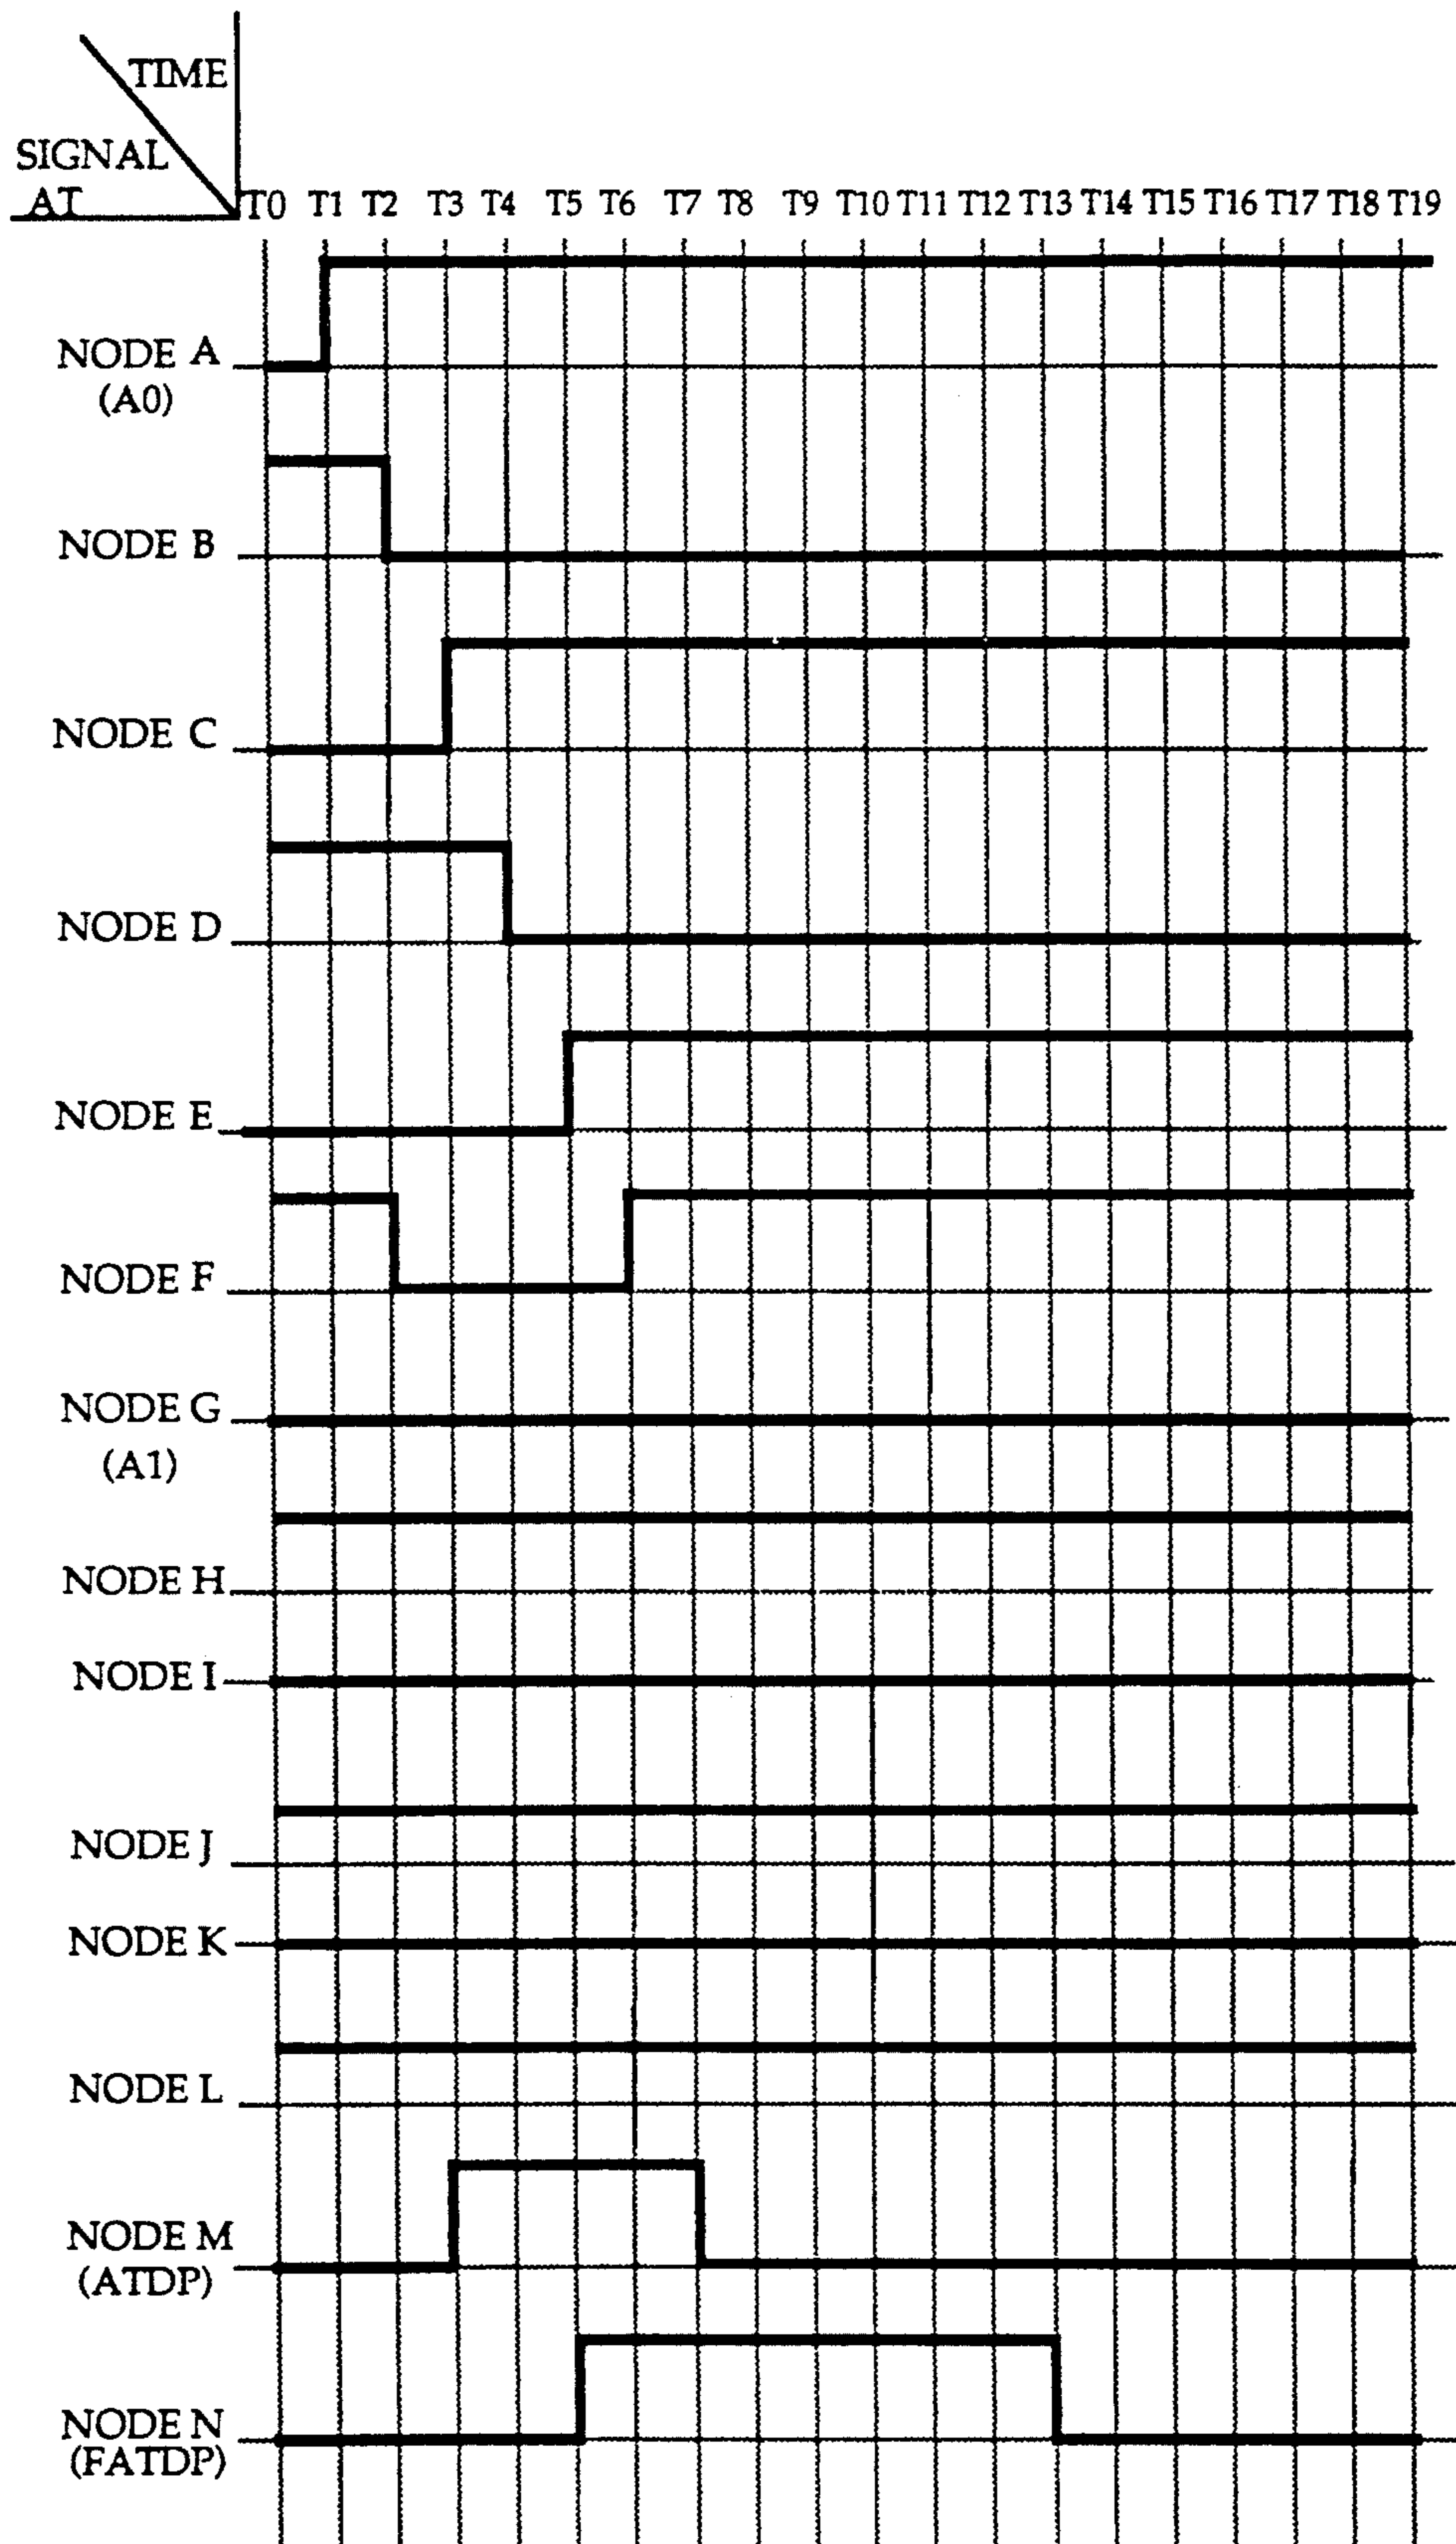 TIME
SIGNAL
AT
T0 T1 T2 T3 T4 T5 T6 T7 T8 T9 T10 T11 T12 T13 T14 T15 T16 T17 T18 T19
NODE A
(A0)
NODE B
NODE C
NODE D
NODE E
NODE F
NODE G
(A1)
NODE H
NODE I
NODE J
NODE K
NODE L
NODE M
(ATDP)
NODE N
(FATDP)